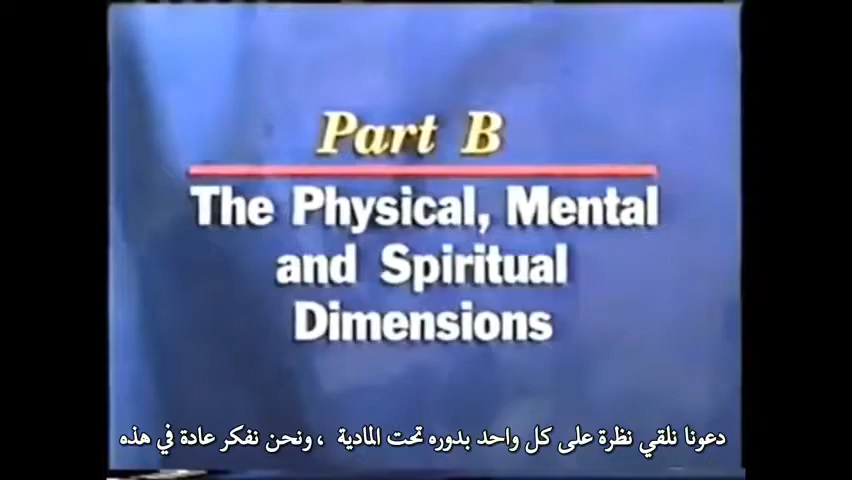 Part B
The Physical, Mental
and Spiritual
Dimensions
دعونا نلقي نظرة على كل واحد بدوره تحت المادية ، ونحن نفكر عادة في هذه